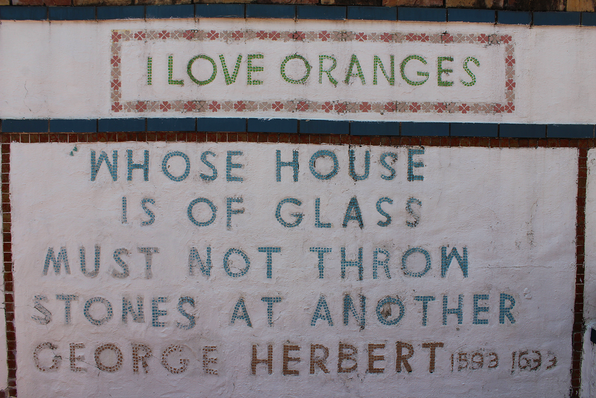 I LOVE ORANGES
"WHOSE HOUSE
IS OF GLASS
MUST NOT THROW
STONES AT ANOTHER
GEORGE HERBERT 1593 1633